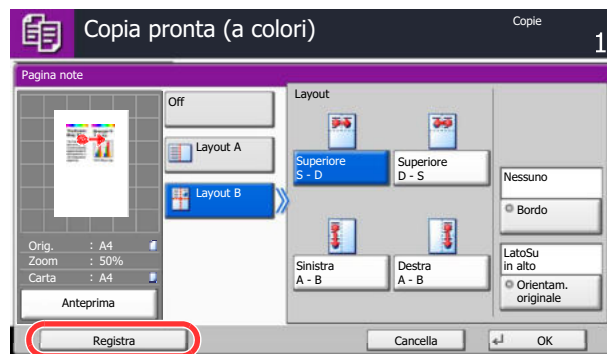 Copia pronta (a colori)
Copie
1
Pagina note
Off
Layout A
Layout B
Layout
Superiore
S - D
Superiore
D - S
Sinistra
A - B
Destra
A - B
Nessuno
Bordo
LatoSu
in alto
Orientam.
originale
Orig. : A4
Zoom : 50%
Carta : A4
Anteprima
Registra
Cancella
OK